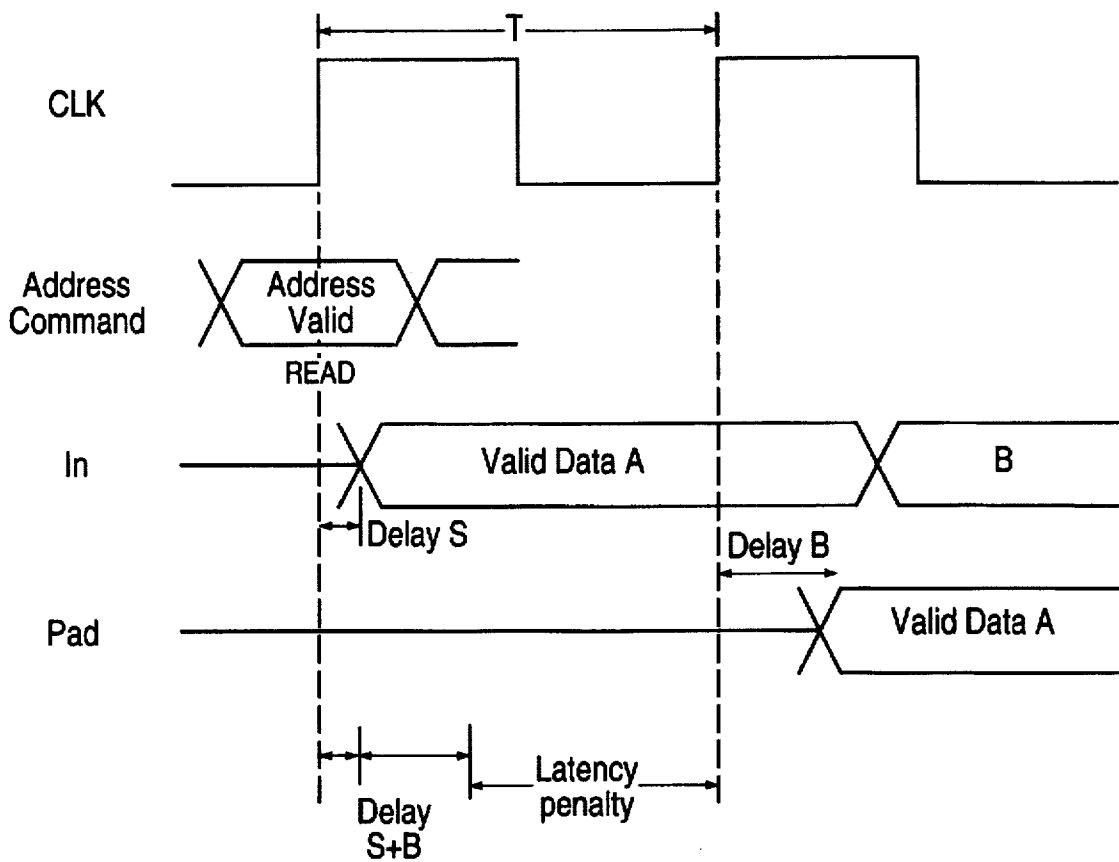 T
CLK
Address
Command
Address
Valid
READ
In
Valid Data A
B
Delay S
Delay B
Pad
Valid Data A
Delay
S+B
Latency
penalty